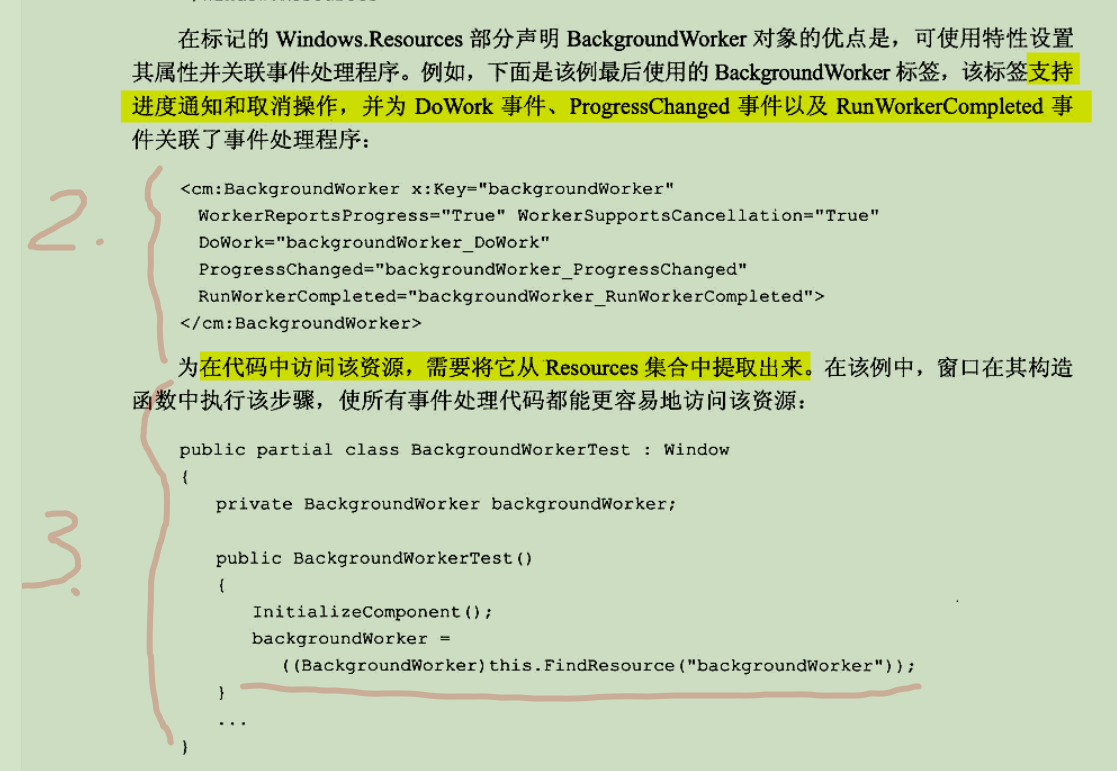 在标记的 Windows.Resources 部分声明 BackgroundWorker 对象的优点是，可使用特性设置
其属性并关联事件处理程序。例如，下面是该例最后使用的 BackgroundWorker 标签，该标签支持
进度通知和取消操作，并为 DoWork 事件、ProgressChanged 事件以及 RunWorkerCompleted 事
件关联了事件处理程序：
2.
<cm:BackgroundWorker x:Key="backgroundWorker"
WorkerReportsProgress="True" WorkerSupportsCancellation="True"
DoWork="backgroundWorker_DoWork"
ProgressChanged="backgroundWorker_ProgressChanged"
RunWorkerCompleted="backgroundWorker_RunWorkerCompleted">
</cm:BackgroundWorker>
为在代码中访问该资源，需要将它从 Resources 集合中提取出来。在该例中，窗口在其构造
函数中执行该步骤，使所有事件处理代码都能更容易地访问该资源：
3.
public partial class BackgroundWorkerTest : Window
{
private BackgroundWorker backgroundWorker;
public BackgroundWorkerTest()
{
InitializeComponent();
backgroundWorker =
((BackgroundWorker)this.FindResource("backgroundWorker"));
}
...
}